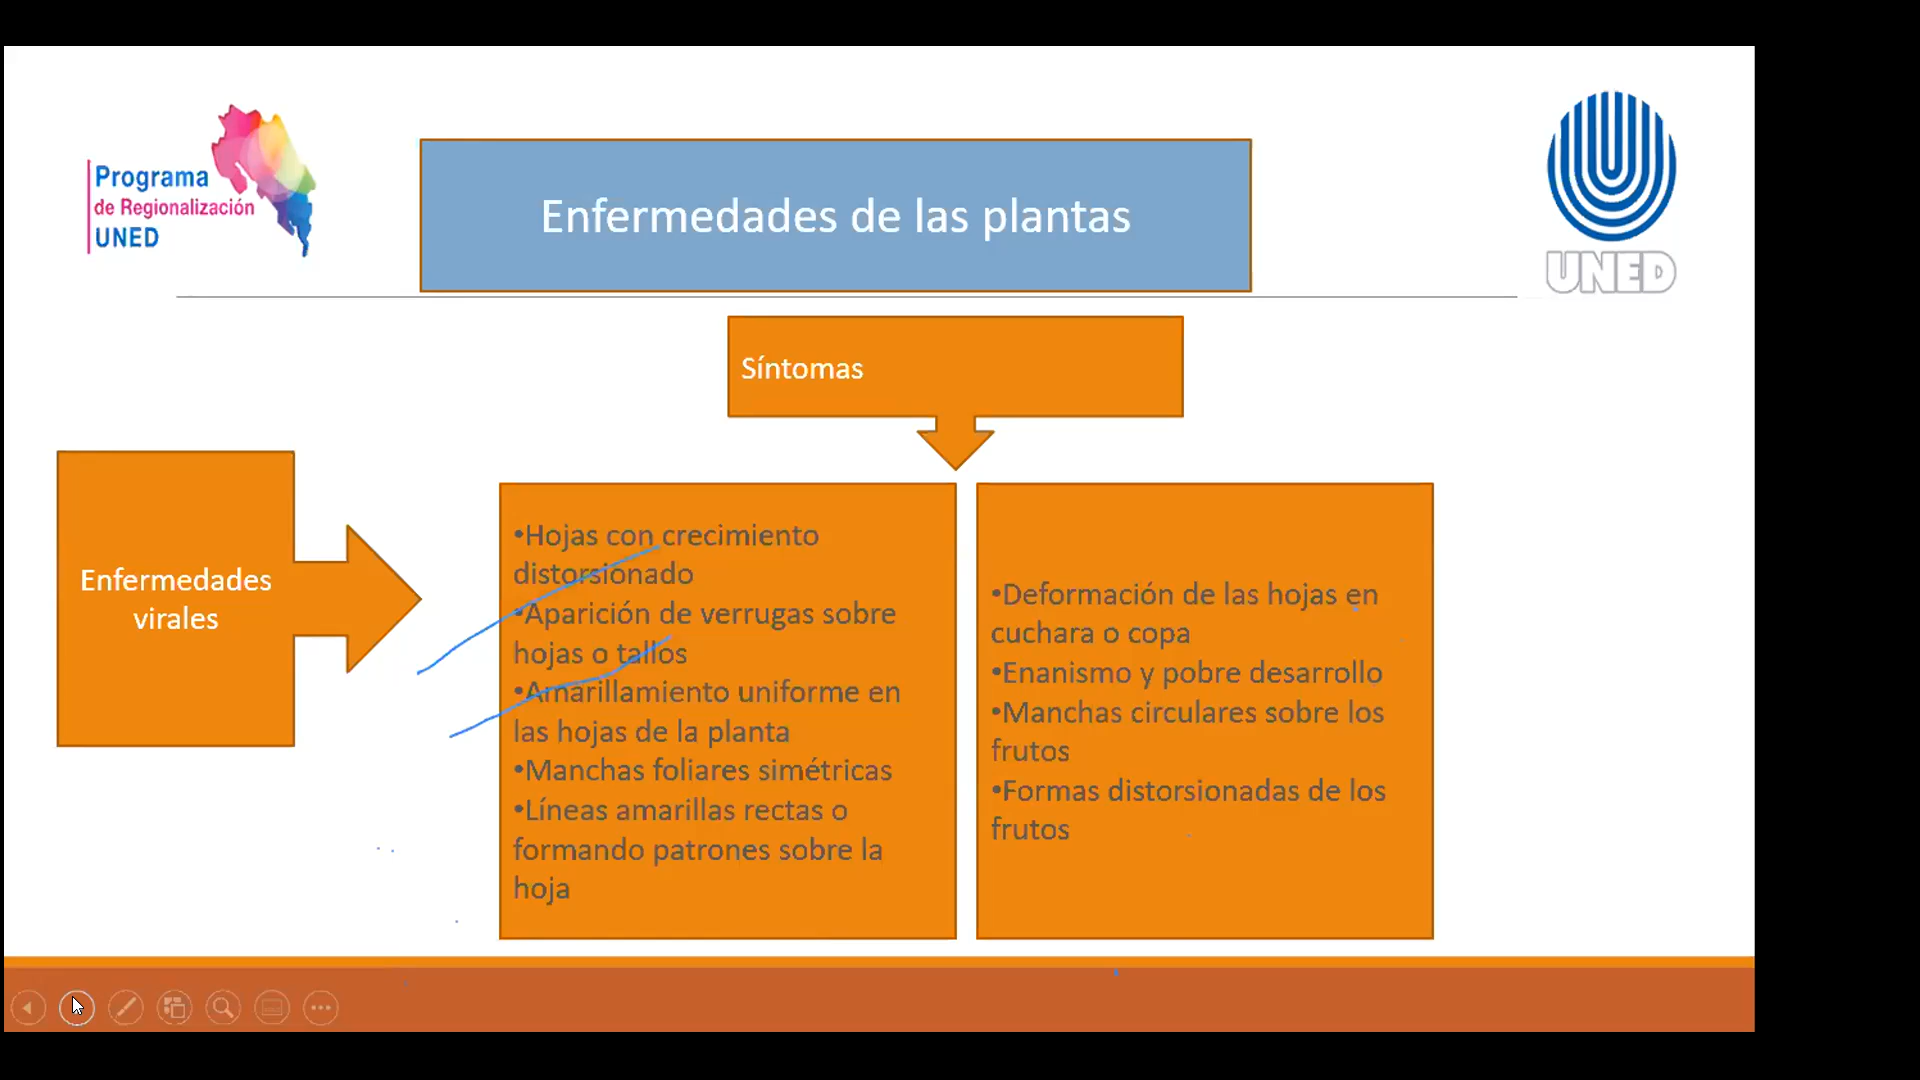 Programa
de Regionalización
UNED
Enfermedades de las plantas
UNED
Síntomas
Enfermedades
virales
•Hojas con crecimiento
distorsionado
•Aparición de verrugas sobre
hojas o tallos
•Amarillamiento uniforme en
las hojas de la planta
•Manchas foliares simétricas
•Líneas amarillas rectas o
formando patrones sobre la
hoja
•Deformación de las hojas en
cuchara o copa
•Enanismo y pobre desarrollo
•Manchas circulares sobre los
frutos
•Formas distorsionadas de los
frutos